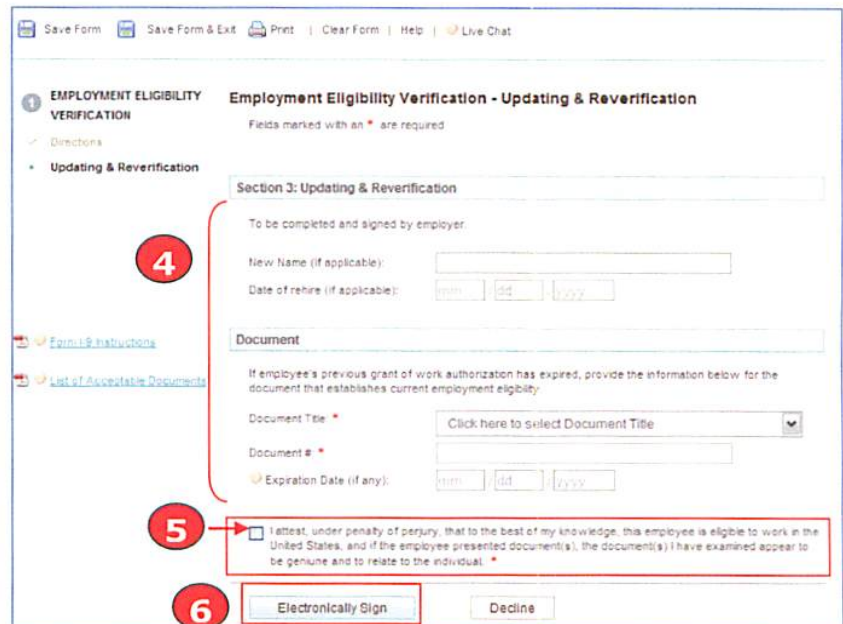 Save Form Save Form & Exit Print | Clear Form | Help | Live Chat
1 EMPLOYMENT ELIGIBILITY
VERIFICATION
Directions
Updating & Reverification
Form I-9 Instructions
List of Acceptable Documents
Employment Eligibility Verification - Updating & Reverification
Fields marked with an * are required
Section 3: Updating & Reverification
4
To be completed and signed by employer.
New Name (if applicable):
Date of rehire (if applicable): mm / dd / yyyy
Document
If employee's previous grant of work authorization has expired, provide the information below for the
document that establishes current employment eligibility
Document Title * Click here to select Document Title
Document # *
Expiration Date (if any): mm / dd / yyyy
5
I attest, under penalty of perjury, that to the best of my knowledge, this employee is eligible to work in the
United States, and if the employee presented document(s), the document(s) I have examined appear to
be geniune and to relate to the individual. *
6
Electronically Sign Decline